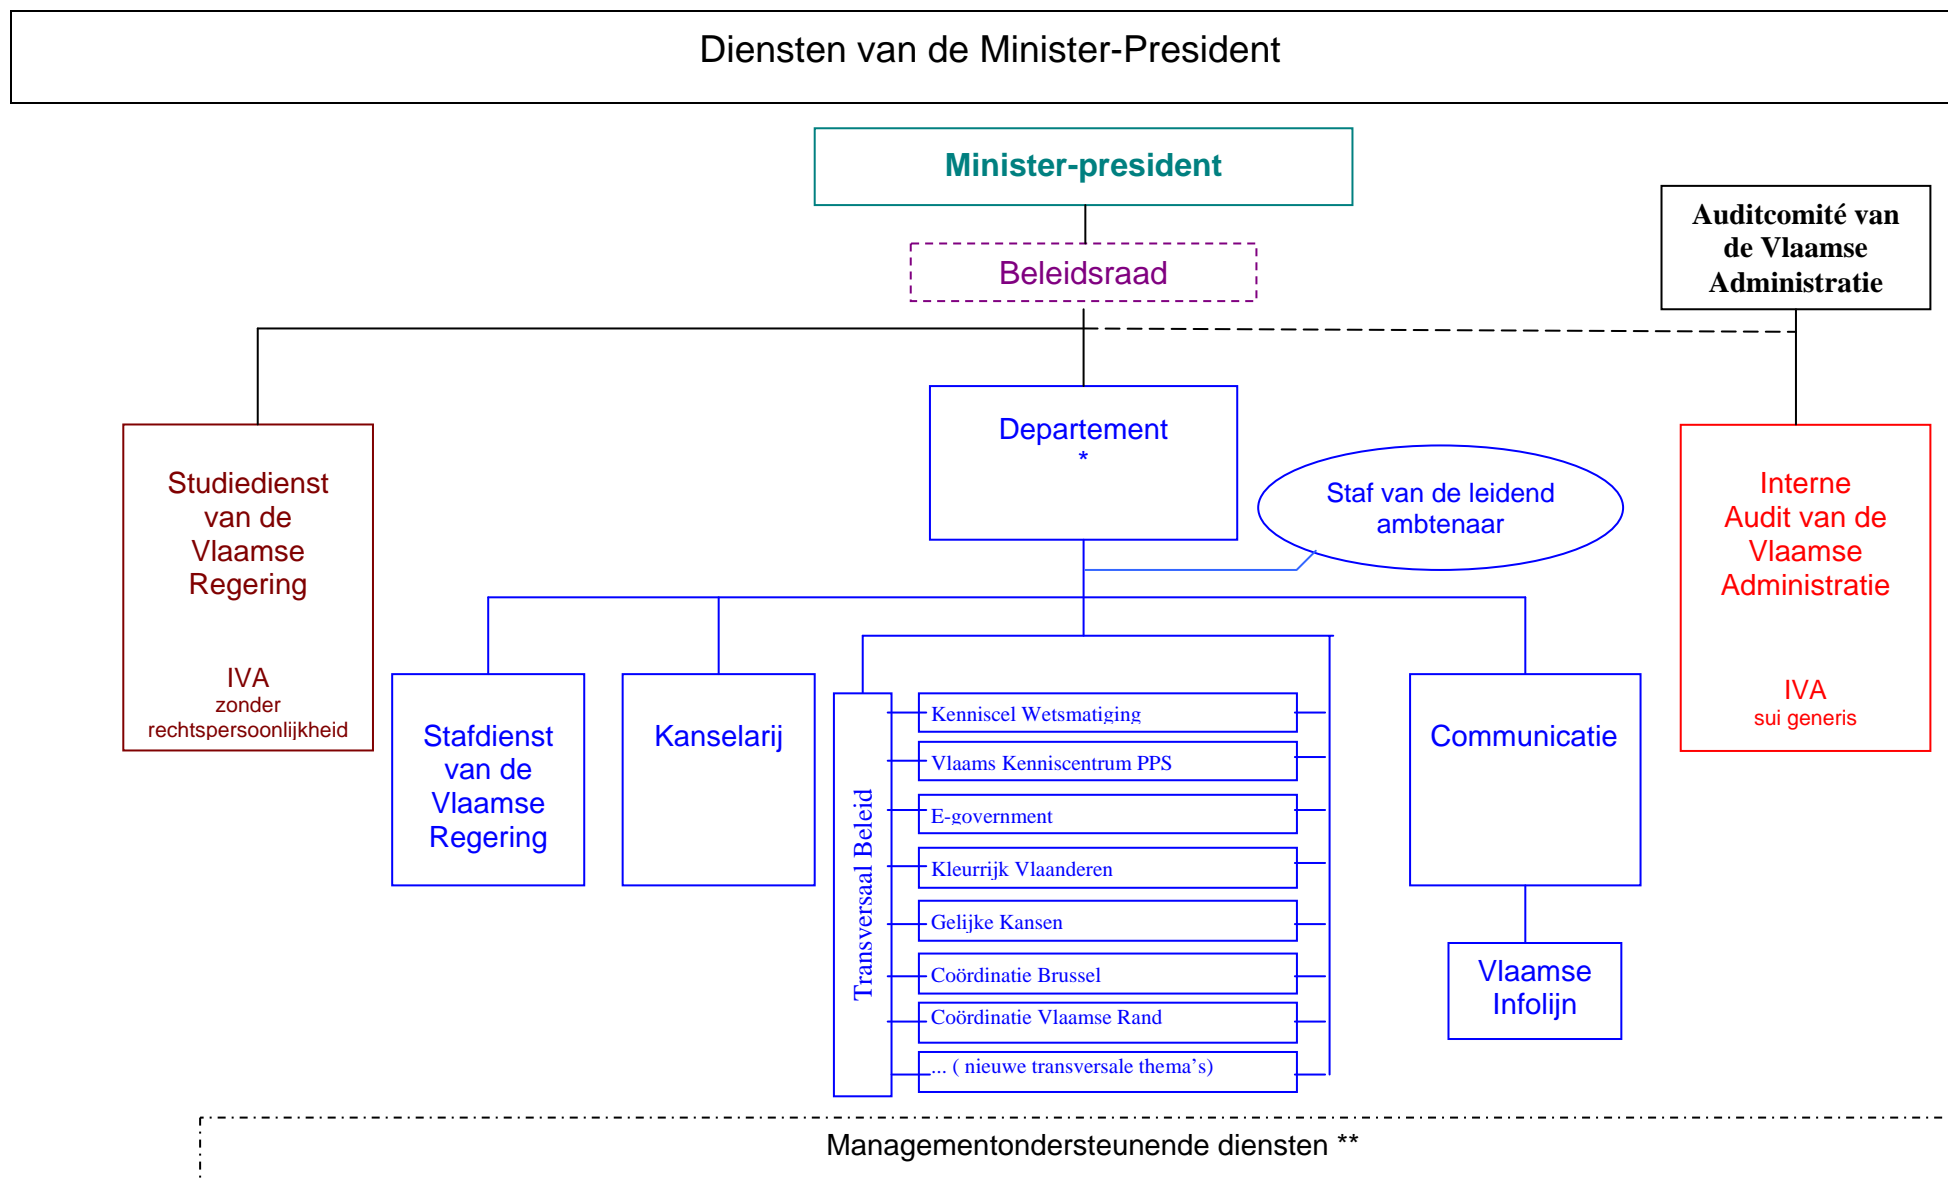 Diensten van de Minister-President
Minister-president
Auditcomité van
de Vlaamse
Administratie
Beleidsraad
Departement
*
Staf van de leidend
ambtenaar
Studiedienst
van de
Vlaamse
Regering
IVA
zonder
rechtspersoonlijkheid
Interne
Audit van de
Vlaamse
Administratie
IVA
sui generis
Stafdienst
van de
Vlaamse
Regering
Kanselarij
Transversaal Beleid
Kenniscel Wetsmatiging
Vlaams Kenniscentrum PPS
E-government
Kleurrijk Vlaanderen
Gelijke Kansen
Coördinatie Brussel
Coördinatie Vlaamse Rand
... ( nieuwe transversale thema’s)
Communicatie
Vlaamse
Infolijn
Managementondersteunende diensten **